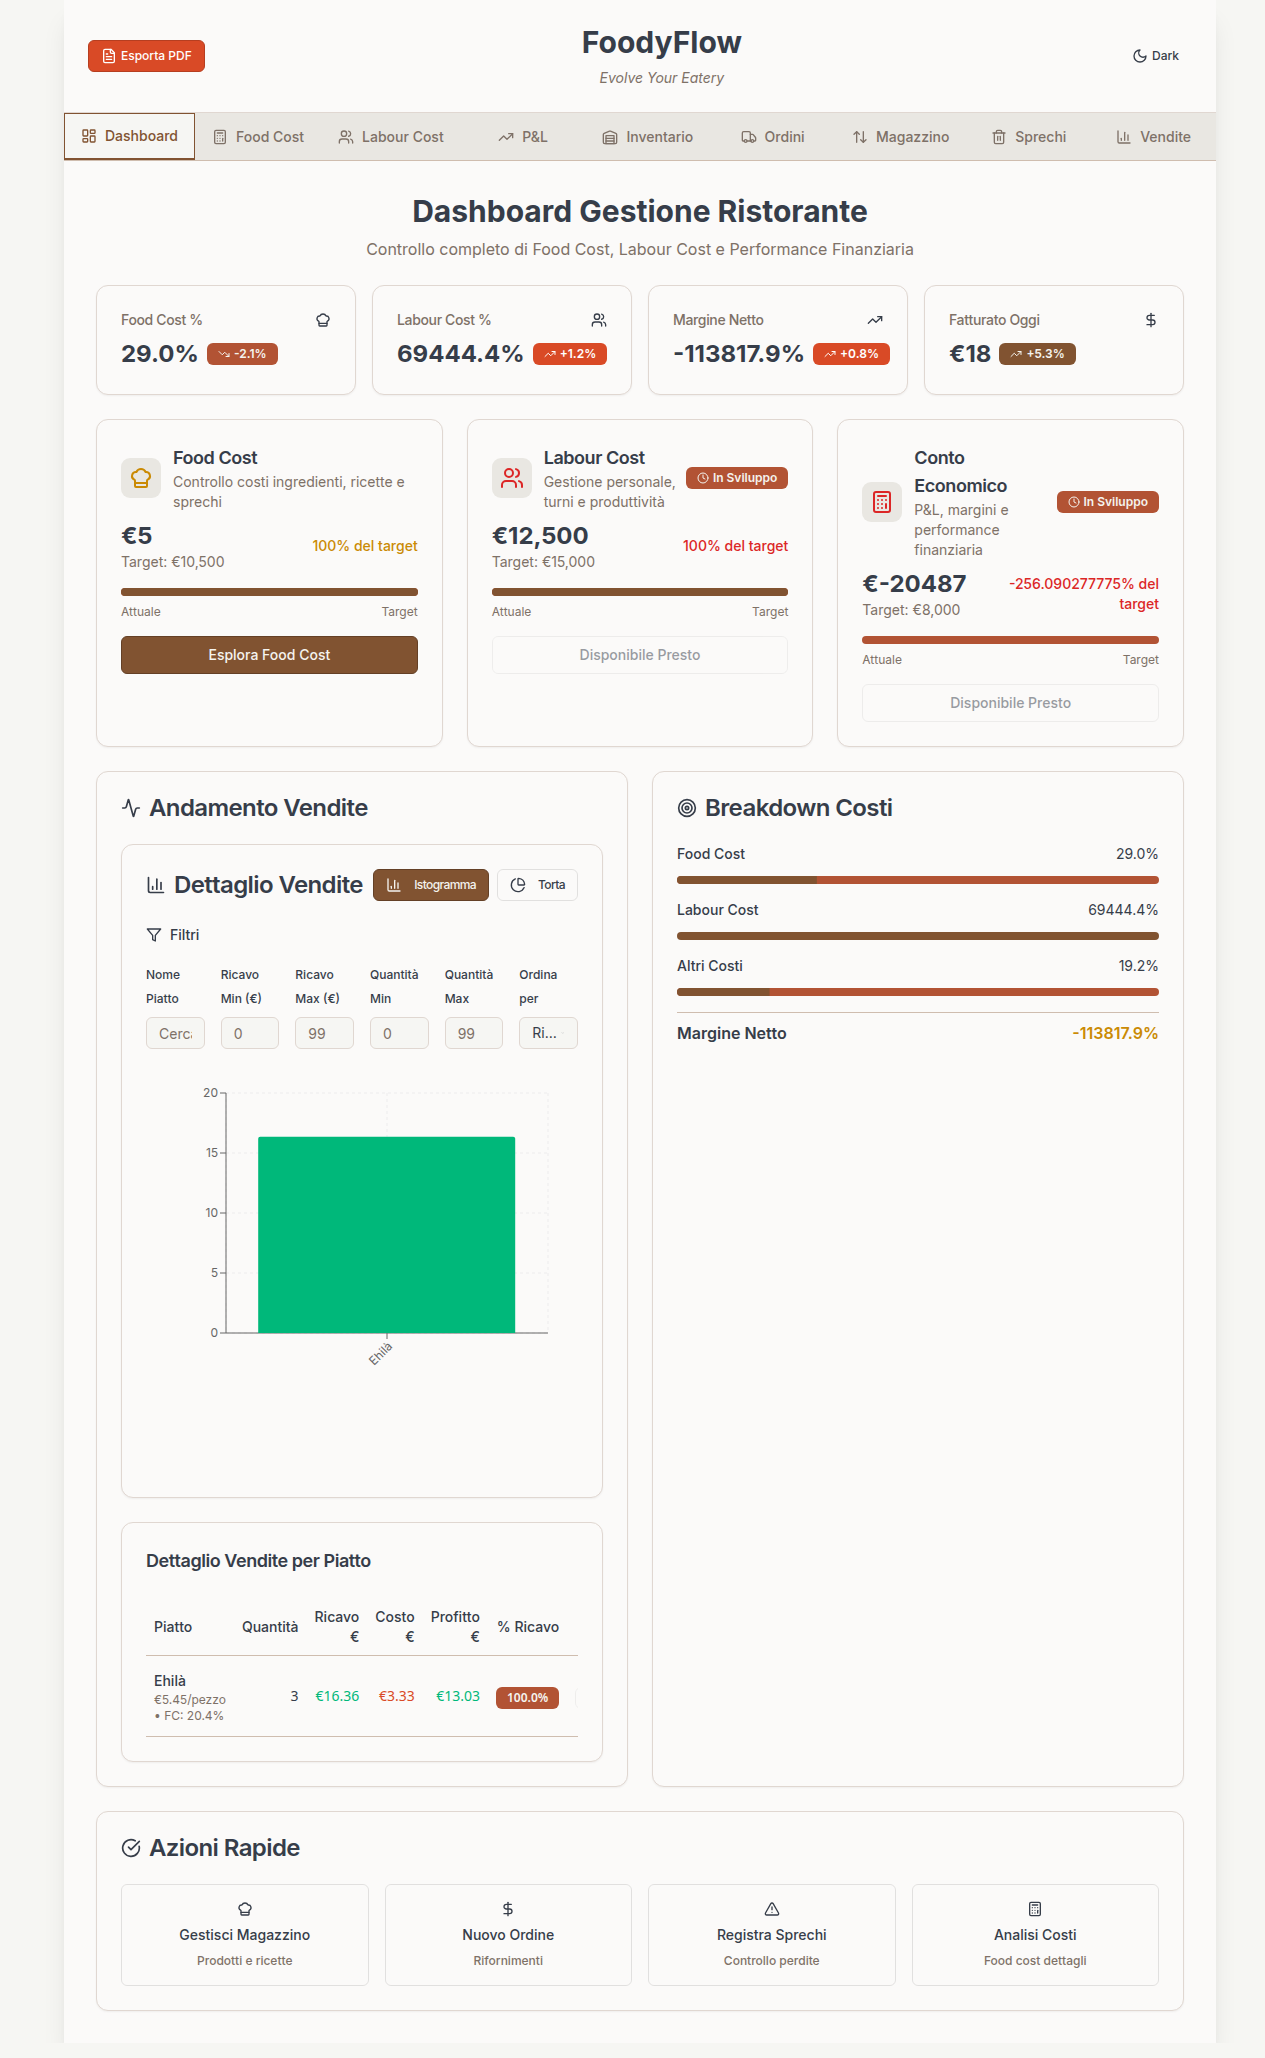 Esporta PDF
FoodyFlow
Evolve Your Eatery
Dark
Dashboard
Food Cost
Labour Cost
P&L
Inventario
Ordini
Magazzino
Sprechi
Vendite
Dashboard Gestione Ristorante
Controllo completo di Food Cost, Labour Cost e Performance Finanziaria
Food Cost %
29.0%
-2.1%
Labour Cost %
69444.4%
+1.2%
Margine Netto
-113817.9%
+0.8%
Fatturato Oggi
€18
+5.3%
Food Cost
Controllo costi ingredienti, ricette e
sprechi
€5
Target: €10,500
100% del target
Attuale
Target
Esplora Food Cost
Labour Cost
Gestione personale,
turni e produttività
In Sviluppo
€12,500
Target: €15,000
100% del target
Attuale
Target
Disponibile Presto
Conto
Economico
P&L, margini e
performance
finanziaria
In Sviluppo
€-20487
Target: €8,000
-256.090277775% del
target
Attuale
Target
Disponibile Presto
Andamento Vendite
Dettaglio Vendite
Istogramma
Torta
Filtri
Nome
Piatto
Ricavo
Min (€)
Ricavo
Max (€)
Quantità
Min
Quantità
Max
Ordina
per
Cerc
0
99
0
99
Ri...
20
15
10
5
0
Ehilà
Dettaglio Vendite per Piatto
Piatto
Quantità
Ricavo
€
Costo
€
Profitto
€
% Ricavo
Ehilà
€5.45/pezzo
• FC: 20.4%
3
€16.36
€3.33
€13.03
100.0%
Breakdown Costi
Food Cost
29.0%
Labour Cost
69444.4%
Altri Costi
19.2%
Margine Netto
-113817.9%
Azioni Rapide
Gestisci Magazzino
Prodotti e ricette
Nuovo Ordine
Rifornimenti
Registra Sprechi
Controllo perdite
Analisi Costi
Food cost dettagli